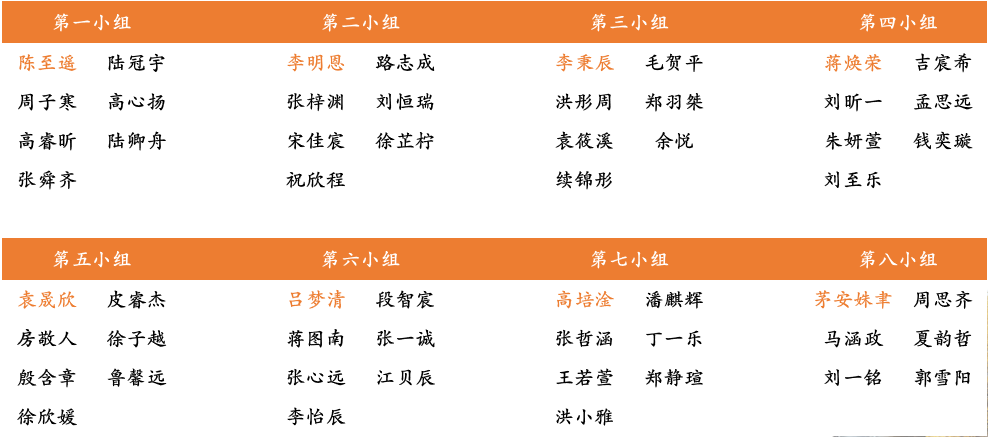 第一小组 第二小组 第三小组 第四小组
陈至遥 陆冠宇 李明恩 路志成 李秉辰 毛贺平 蒋焕荣 吉宸希
周子寒 高心扬 张梓渊 刘恒瑞 洪彤周 郑羽桀 刘昕一 孟思远
高睿昕 陆卿舟 宋佳宸 徐芷柠 袁筱溪 余悦 朱妍萱 钱奕璇
张舜齐 祝欣程 续锦彤 刘至乐
第五小组 第六小组 第七小组 第八小组
袁晟欣 皮睿杰 吕梦清 段智宸 高培淦 潘麒辉 茅安姝聿 周思齐
房敬人 徐子越 蒋图南 张一诚 张哲涵 丁一乐 马涵政 夏韵哲
殷含章 鲁馨远 张心远 江贝辰 王若萱 郑静瑄 刘一铭 郭雪阳
徐欣媛 李怡辰 洪小雅